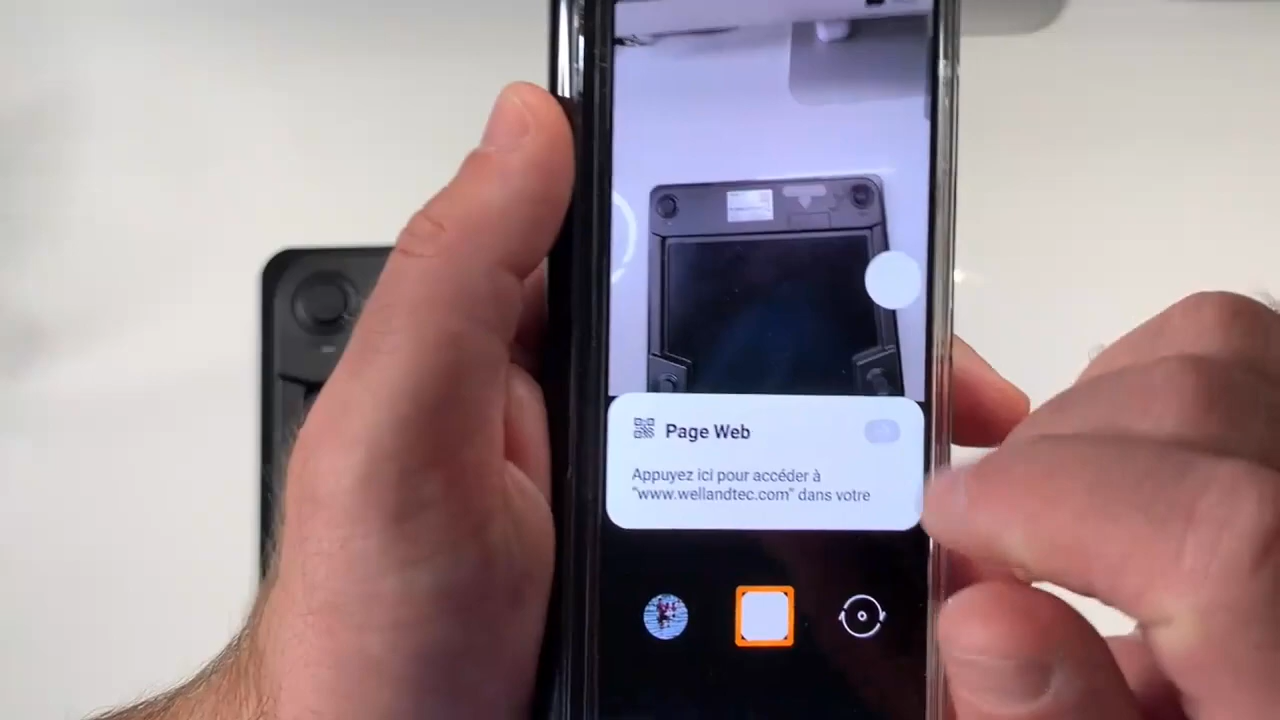 Page Web
Appuyez ici pour accéder à
"www.wellandtec.com" dans votre